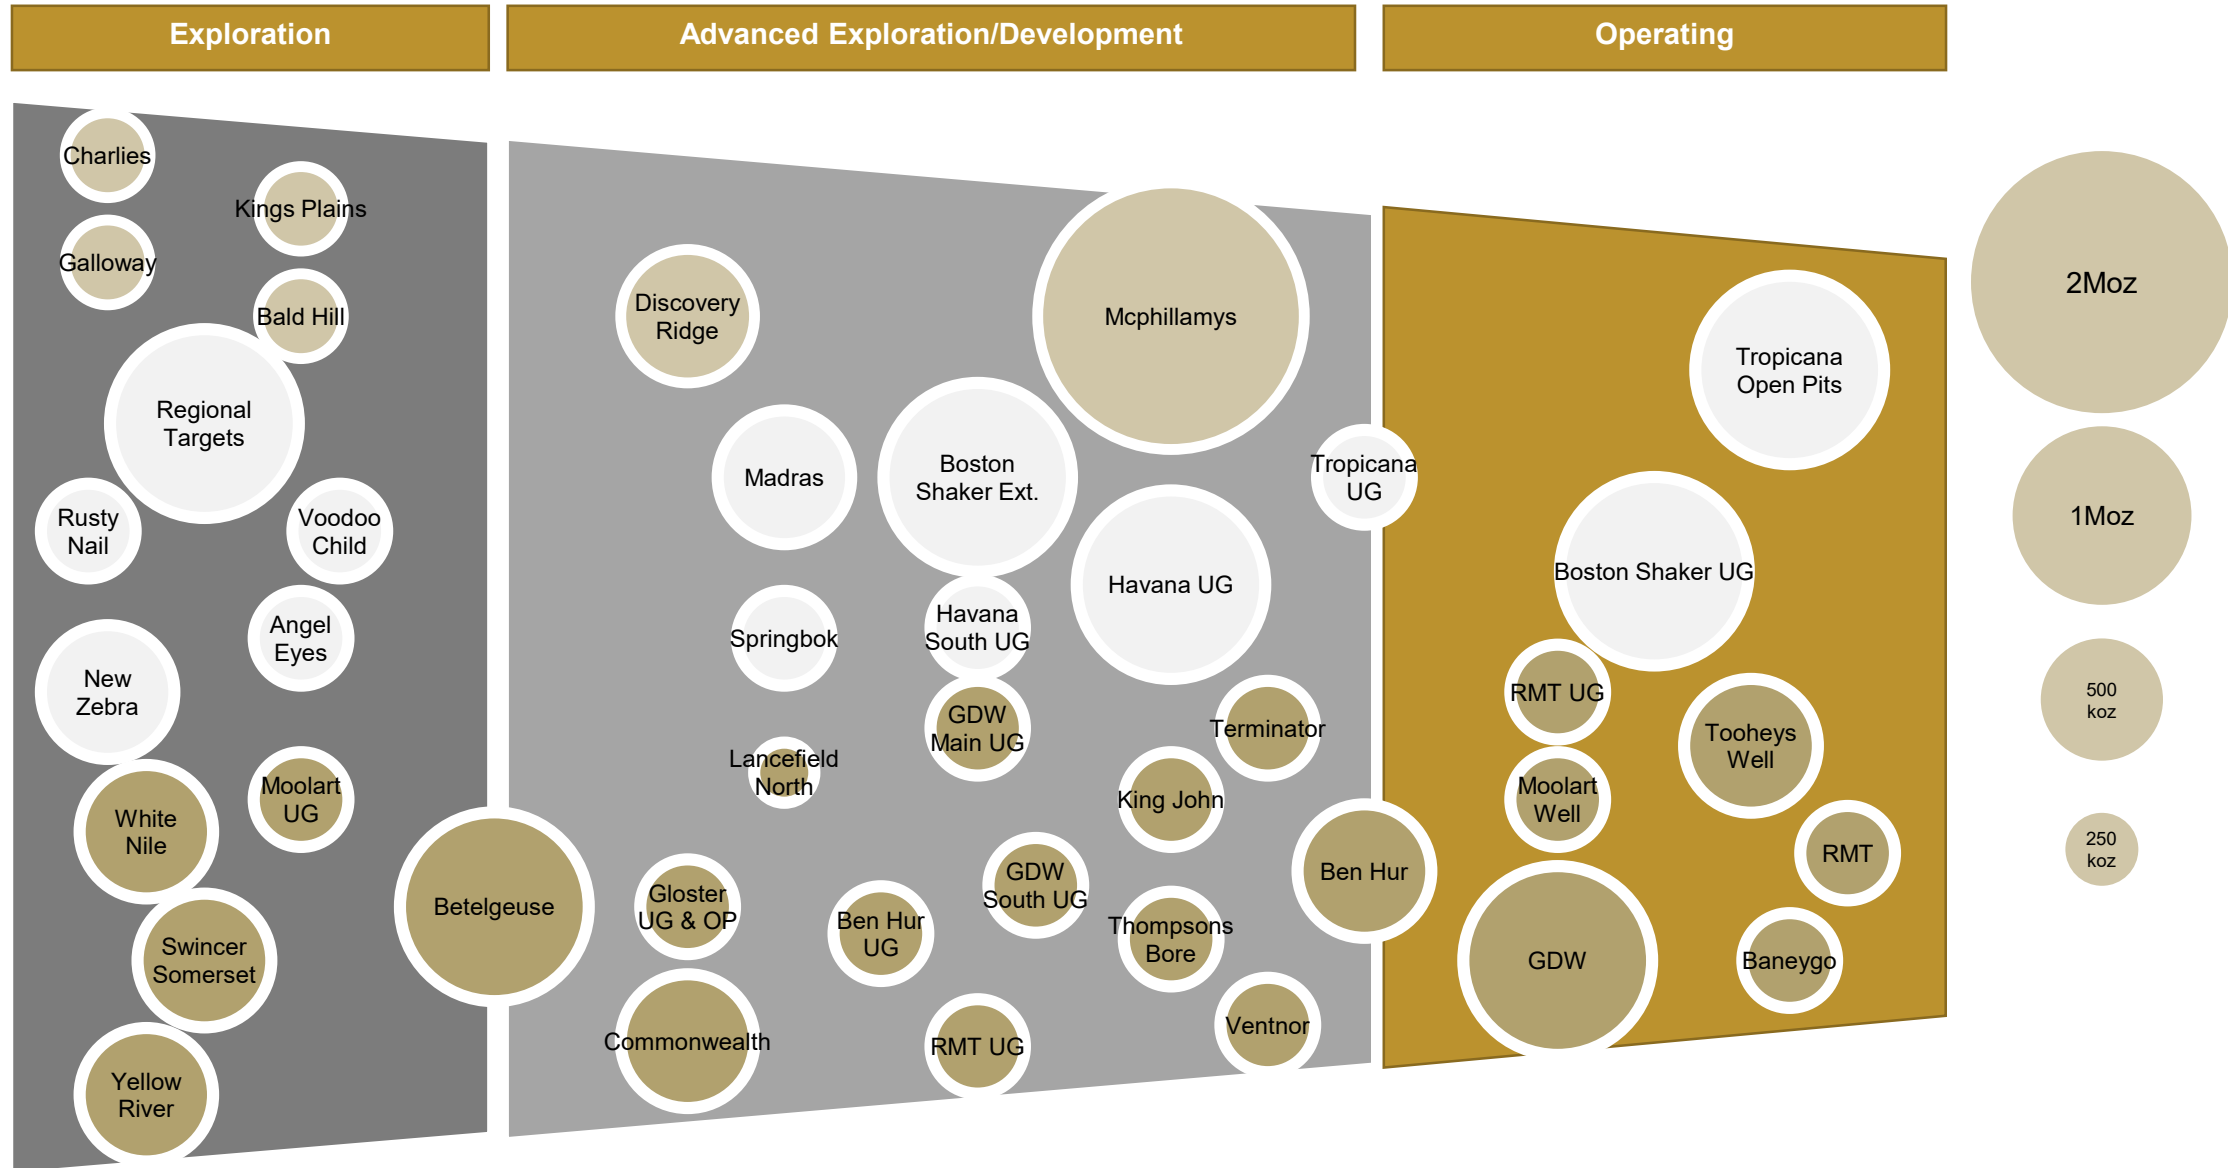 Exploration
Advanced Exploration/Development
Operating
Charlies
Kings Plains
Galloway
Bald Hill
Regional
Targets
Rusty
Nail
Voodoo
Child
Angel
Eyes
New
Zebra
Moolart
UG
White
Nile
Swincer
Somerset
Yellow
River
Betelgeuse
Discovery
Ridge
Mcphillamys
Madras
Boston
Shaker Ext.
Tropicana
UG
Havana UG
Springbok
Havana
South UG
GDW
Main UG
Terminator
Lancefield
North
King John
Ben Hur
Gloster
UG & OP
Ben Hur
UG
GDW
South UG
Thompsons
Bore
Commonwealth
RMT UG
Ventnor
Tropicana
Open Pits
Boston Shaker UG
RMT UG
Tooheys
Well
Moolart
Well
RMT
GDW
Baneygo
2Moz
1Moz
500
koz
250
koz